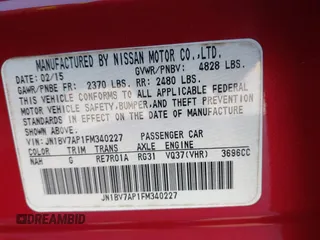 MANUFACTURED BY NISSAN MOTOR CO.,LTD.
DATE: 02/15 GVWR/PNBV: 4828 LBS.
GAWR/PNBE FR: 2370 LBS. RR: 2480 LBS.
THIS VEHICLE CONFORMS TO ALL APPLICABLE FEDERAL
MOTOR VEHICLE SAFETY,BUMPER,AND THEFT PREVENTION
STANDARDS IN EFFECT ON THE DATE OF MANUFACTURE
SHOWN ABOVE.
VIN:JN1BV7AP1FM340227 PASSENGER CAR
COLOR TRIM TRANS AXLE ENGINE
NAH G RE7R01A RG31 VQ37(VHR) 3696CC
JN1BV7AP1FM340227
DREAMBID